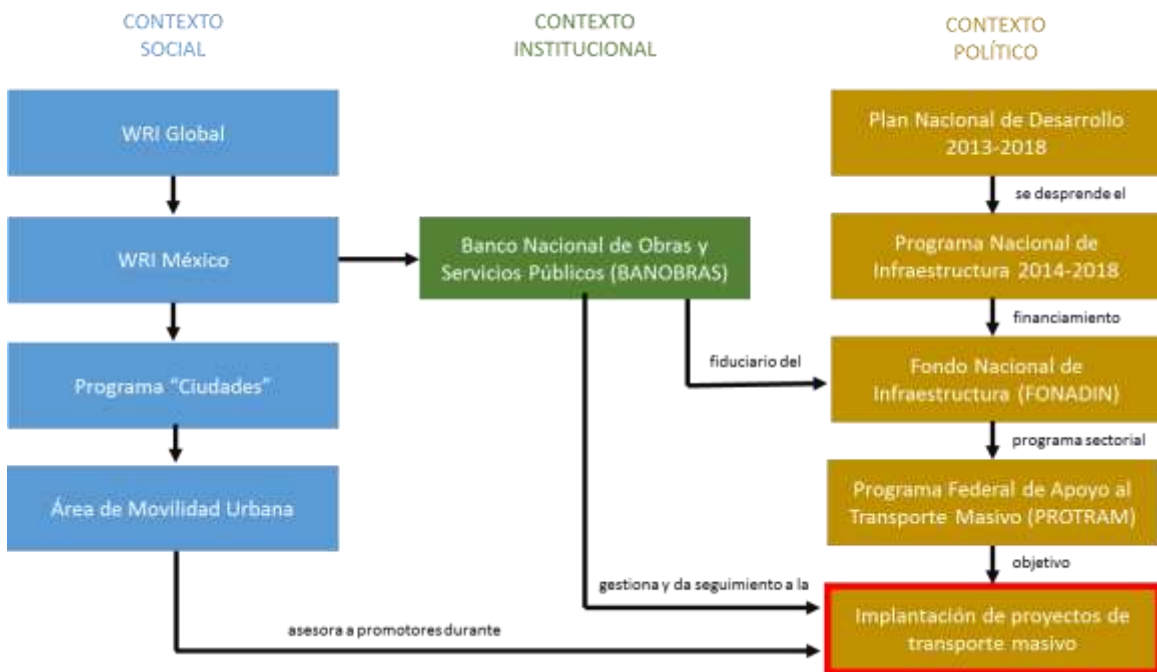 CONTEXTO
SOCIAL
CONTEXTO
INSTITUCIONAL
CONTEXTO
POLÍTICO
WRI Global
Plan Nacional de Desarrollo
2013-2018
se desprende el
WRI México
Banco Nacional de Obras y
Servicios Públicos (BANOBRAS)
Programa Nacional de
Infraestructura 2014-2018
financiamiento
Programa "Ciudades"
fiduciario del
Fondo Nacional de
Infraestructura (FONADIN)
programa sectorial
Área de Movilidad Urbana
Programa Federal de Apoyo al
Transporte Masivo (PROTRAM)
objetivo
gestiona y da seguimiento a la
asesora a promotores durante
Implantación de proyectos de
transporte masivo